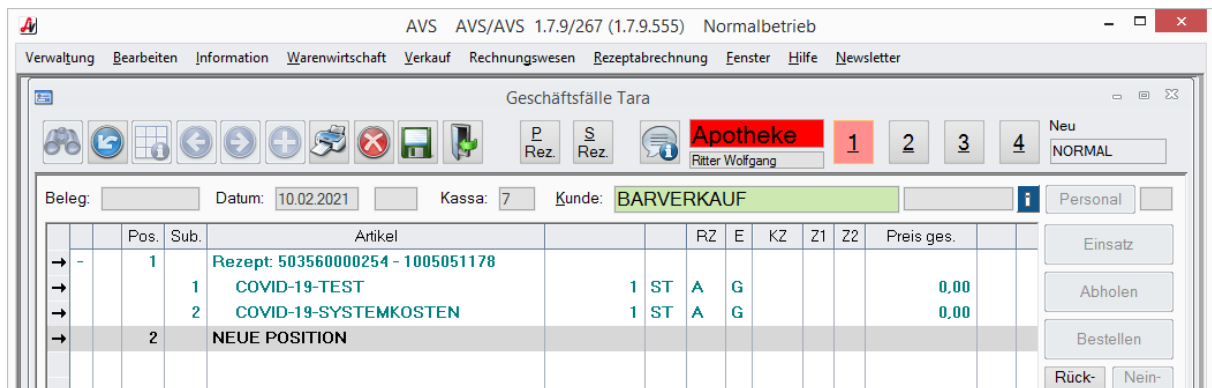 AVS AVS/AVS 1.7.9/267 (1.7.9.555) Normalbetrieb
Verwaltung Bearbeiten Information Warenwirtschaft Verkauf Rechnungswesen Rezeptabrechnung Fenster Hilfe Newsletter
Geschäftsfälle Tara
P Rez. S Rez. Apotheke 1 2 3 4 Neu
Ritter Wolfgang NORMAL
Beleg: Datum: 10.02.2021 Kassa: 7 Kunde: BARVERKAUF i Personal
Pos. Sub. Artikel RZ E KZ Z1 Z2 Preis ges. Einsatz
→ - 1 Rezept: 503560000254 - 1005051178
→ 1 COVID-19-TEST 1 ST A G 0,00 Abholen
→ 2 COVID-19-SYSTEMKOSTEN 1 ST A G 0,00
→ 2 NEUE POSITION Bestellen
Rück- Nein-